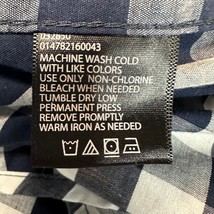 032850
014782160043
MACHINE WASH COLD
WITH LIKE COLORS
USE ONLY NON-CHLORINE
BLEACH WHEN NEEDED
TUMBLE DRY LOW
PERMANENT PRESS
REMOVE PROMPTLY
WARM IRON AS NEEDED